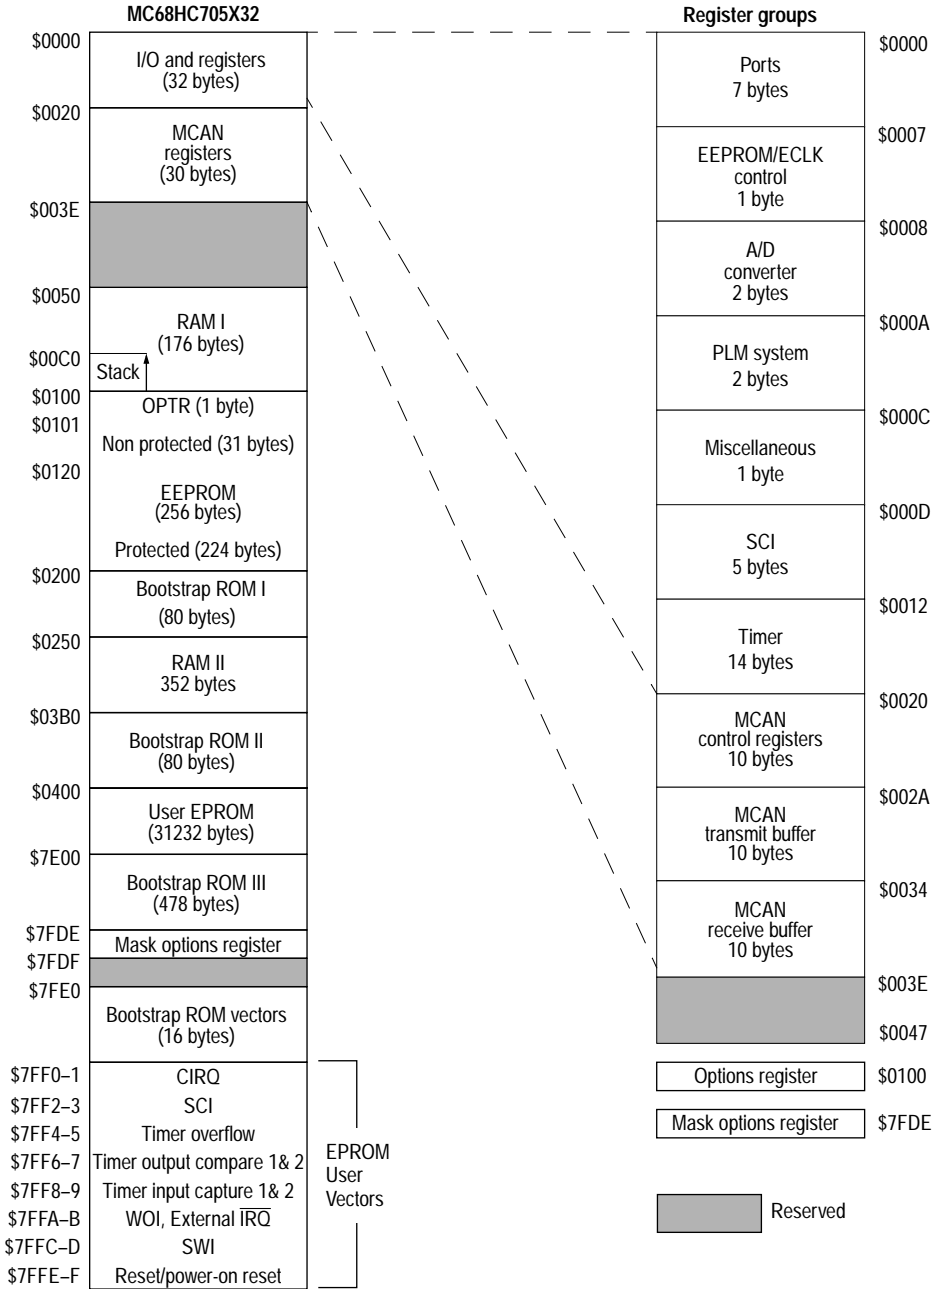 MC68HC705X32
$0000
I/O and registers
(32 bytes)
$0020
MCAN
registers
(30 bytes)
$003E
$0050
RAM I
(176 bytes)
$00C0
Stack
$0100
OPTR (1 byte)
$0101
Non protected (31 bytes)
$0120
EEPROM
(256 bytes)
Protected (224 bytes)
$0200
Bootstrap ROM I
(80 bytes)
$0250
RAM II
352 bytes
$03B0
Bootstrap ROM II
(80 bytes)
$0400
User EPROM
(31232 bytes)
$7E00
Bootstrap ROM III
(478 bytes)
$7FDE
Mask options register
$7FDF
$7FE0
Bootstrap ROM vectors
(16 bytes)
$7FF0–1 CIRQ
$7FF2–3 SCI
$7FF4–5 Timer overflow
$7FF6–7 Timer output compare 1& 2
$7FF8–9 Timer input capture 1& 2
$7FFA–B WOI, External IRQ
$7FFC–D SWI
$7FFE–F Reset/power-on reset
EPROM
User
Vectors
Register groups
$0000
Ports
7 bytes
$0007
EEPROM/ECLK
control
1 byte
$0008
A/D
converter
2 bytes
$000A
PLM system
2 bytes
$000C
Miscellaneous
1 byte
$000D
SCI
5 bytes
$0012
Timer
14 bytes
$0020
MCAN
control registers
10 bytes
$002A
MCAN
transmit buffer
10 bytes
$0034
MCAN
receive buffer
10 bytes
$003E
$0047
Options register $0100
Mask options register $7FDE
Reserved